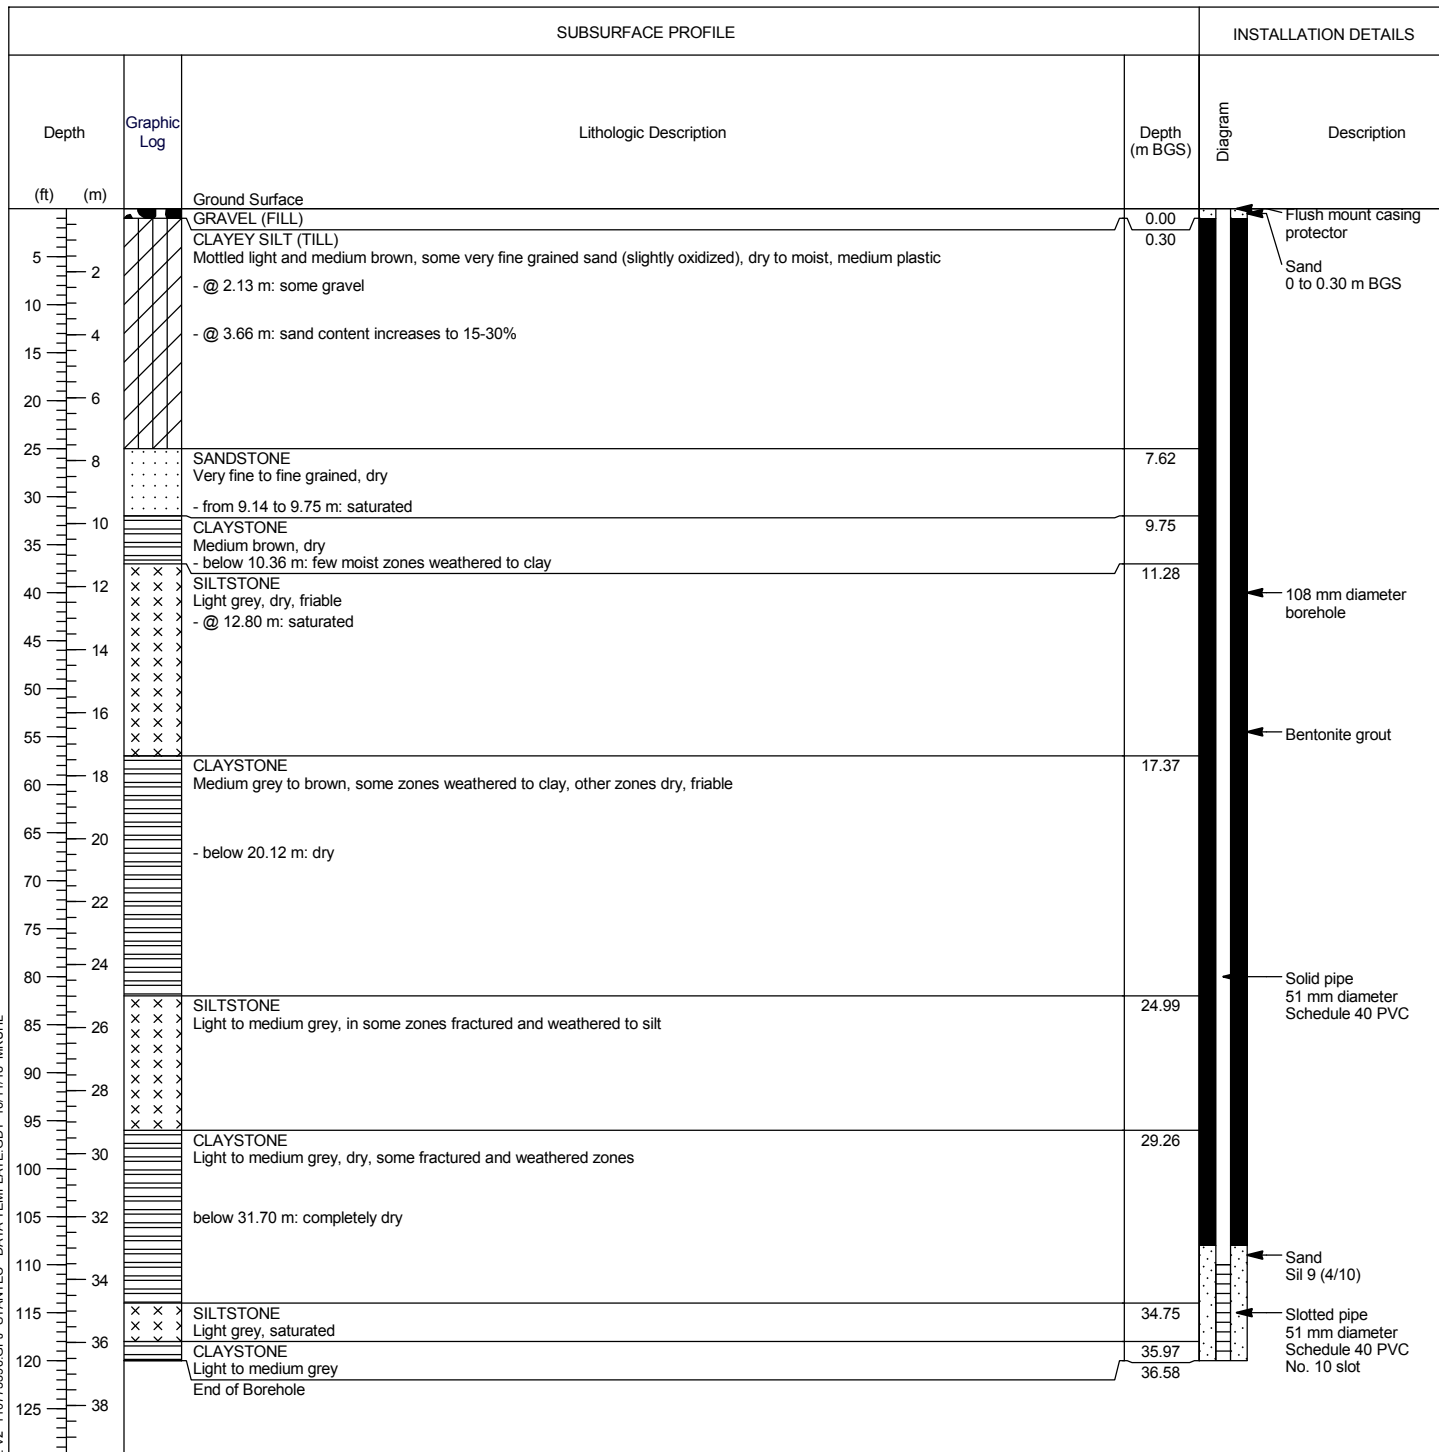 SUBSURFACE PROFILE
INSTALLATION DETAILS
Depth
Graphic
Log
Lithologic Description
Depth
(m BGS)
Diagram
Description
(ft)
(m)
Ground Surface
GRAVEL (FILL)
0.00
Flush mount casing
protector
CLAYEY SILT (TILL)
0.30
Mottled light and medium brown, some very fine grained sand (slightly oxidized), dry to moist, medium plastic
Sand
0 to 0.30 m BGS
5
2
- @ 2.13 m: some gravel
10
4
- @ 3.66 m: sand content increases to 15-30%
15
20
6
25
8
SANDSTONE
7.62
Very fine to fine grained, dry
30
- from 9.14 to 9.75 m: saturated
10
CLAYSTONE
9.75
35
Medium brown, dry
- below 10.36 m: few moist zones weathered to clay
11.28
SILTSTONE
40
12
Light grey, dry, friable
108 mm diameter
borehole
- @ 12.80 m: saturated
45
14
50
16
55
Bentonite grout
CLAYSTONE
17.37
60
18
Medium grey to brown, some zones weathered to clay, other zones dry, friable
65
20
- below 20.12 m: dry
70
22
75
24
80
Solid pipe
51 mm diameter
Schedule 40 PVC
SILTSTONE
24.99
85
26
Light to medium grey, in some zones fractured and weathered to silt
90
28
95
CLAYSTONE
29.26
30
Light to medium grey, dry, some fractured and weathered zones
100
105
32
below 31.70 m: completely dry
110
34
Sand
Sil 9 (4/10)
115
SILTSTONE
34.75
Slotted pipe
51 mm diameter
Schedule 40 PVC
No. 10 slot
Light grey, saturated
36
CLAYSTONE
35.97
120
Light to medium grey
36.58
End of Borehole
125
38